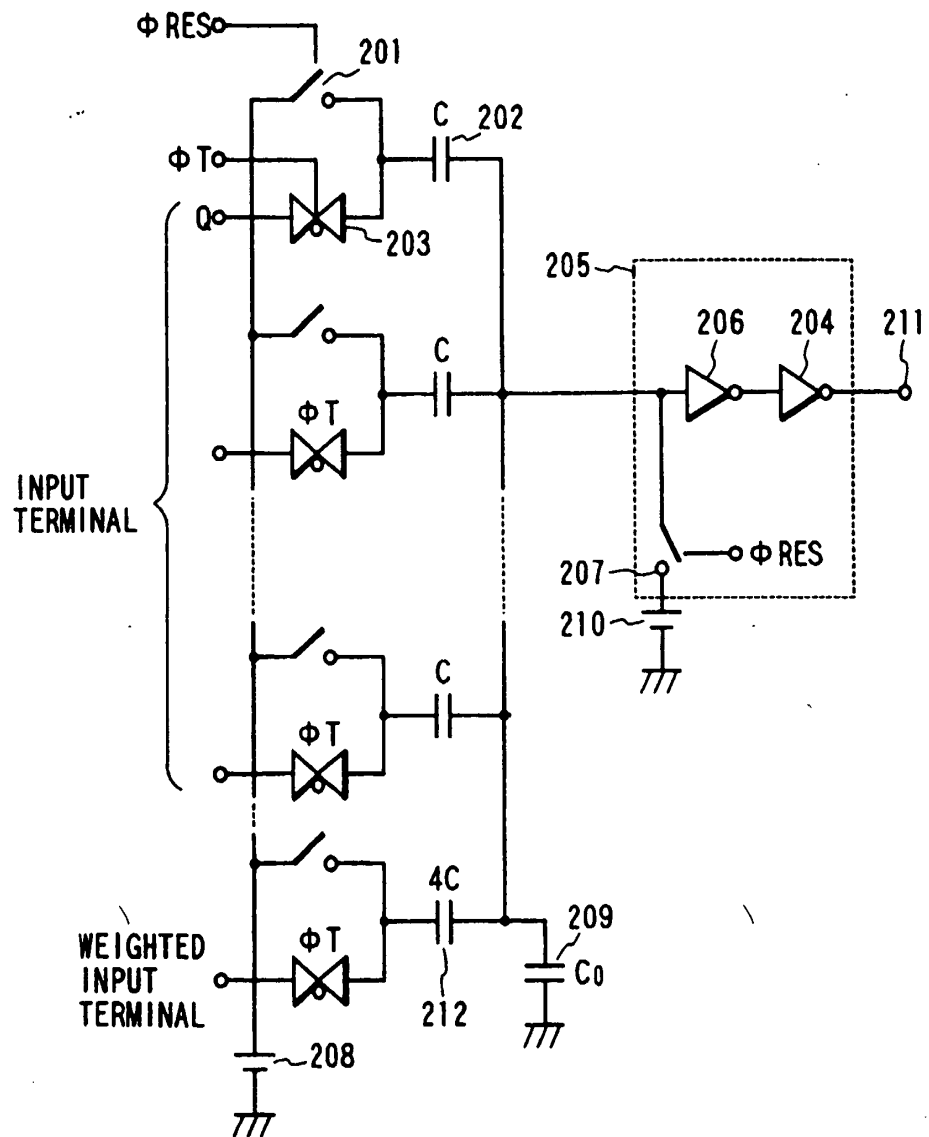 ΦRES
201
C
202
ΦT
Q
203
205
206
204
211
C
ΦT
INPUT
TERMINAL
ΦRES
207
210
C
ΦT
4C
209
WEIGHTED
INPUT
TERMINAL
ΦT
C0
212
208